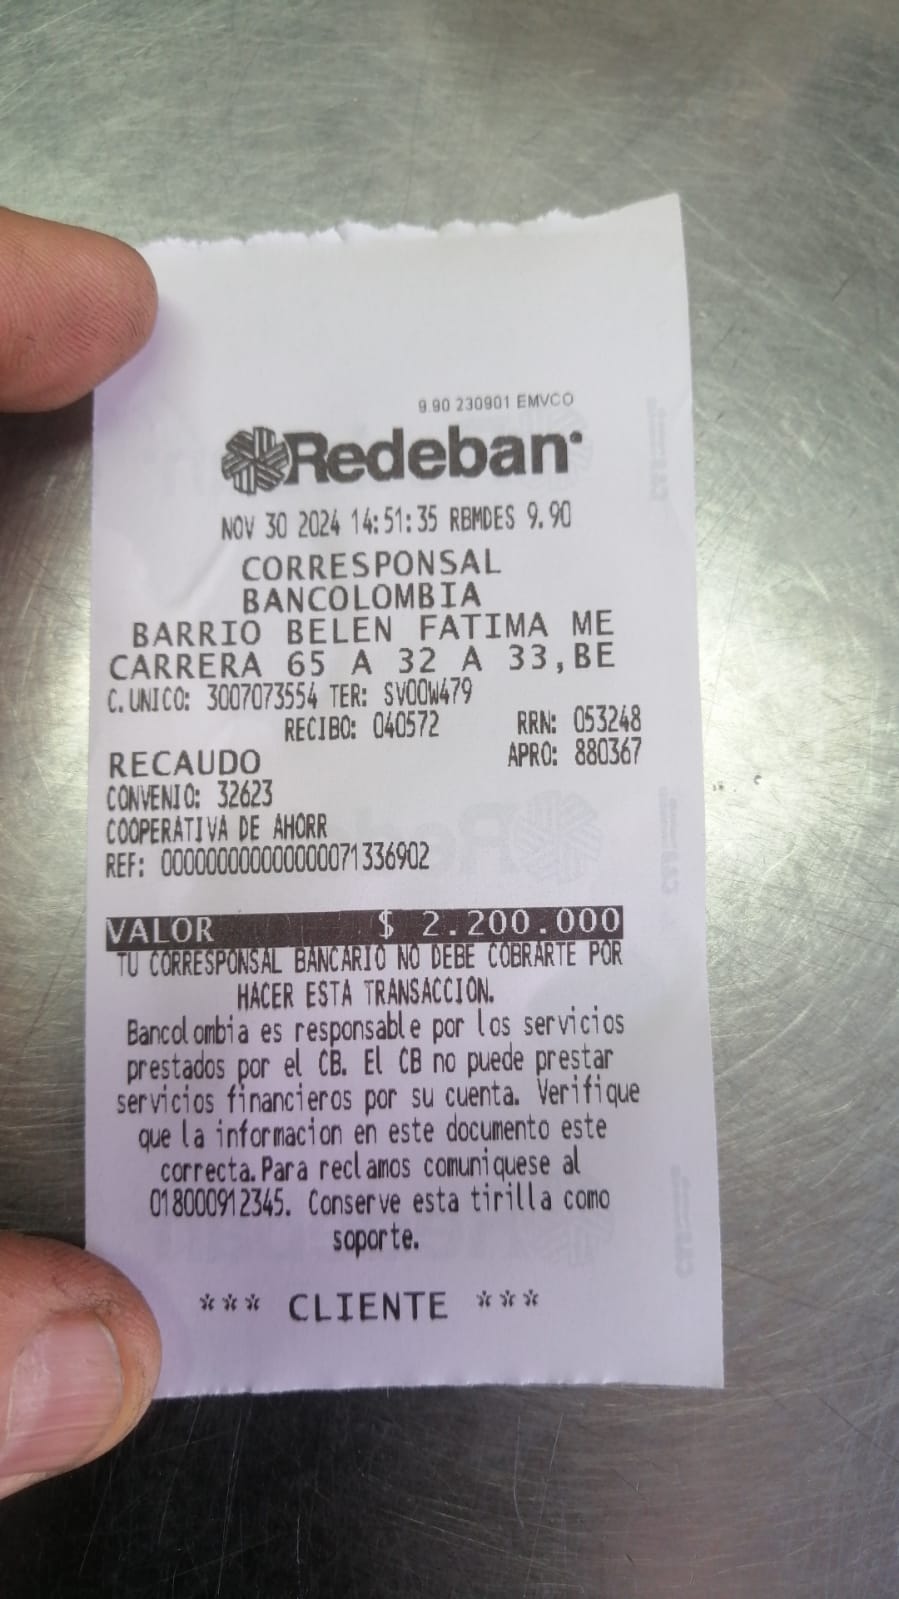 9.90 230901 EMVCO
Redeban
NOV 30 2024 14:51:35 RBMDES 9.90
CORRESPONSAL
BANCOLOMBIA
BARRIO BELEN FATIMA ME
CARRERA 65 A 32 A 33,BE
C.UNICO: 3007073554 TER: SV00W479
RECIBO: 040572 RRN: 053248
RECAUDO APRO: 880367
CONVENIO: 32623
COOPERATIVA DE AHORR
REF: 000000000000000071336902
VALOR $ 2.200.000
TU CORRESPONSAL BANCARIO NO DEBE COBRARTE POR
HACER ESTA TRANSACCION.
Bancolombia es responsable por los servicios
prestados por el CB. El CB no puede prestar
servicios financieros por su cuenta. Verifique
que la informacion en este documento este
correcta.Para reclamos comuniquese al
018000912345. Conserve esta tirilla como
soporte.
*** CLIENTE ***